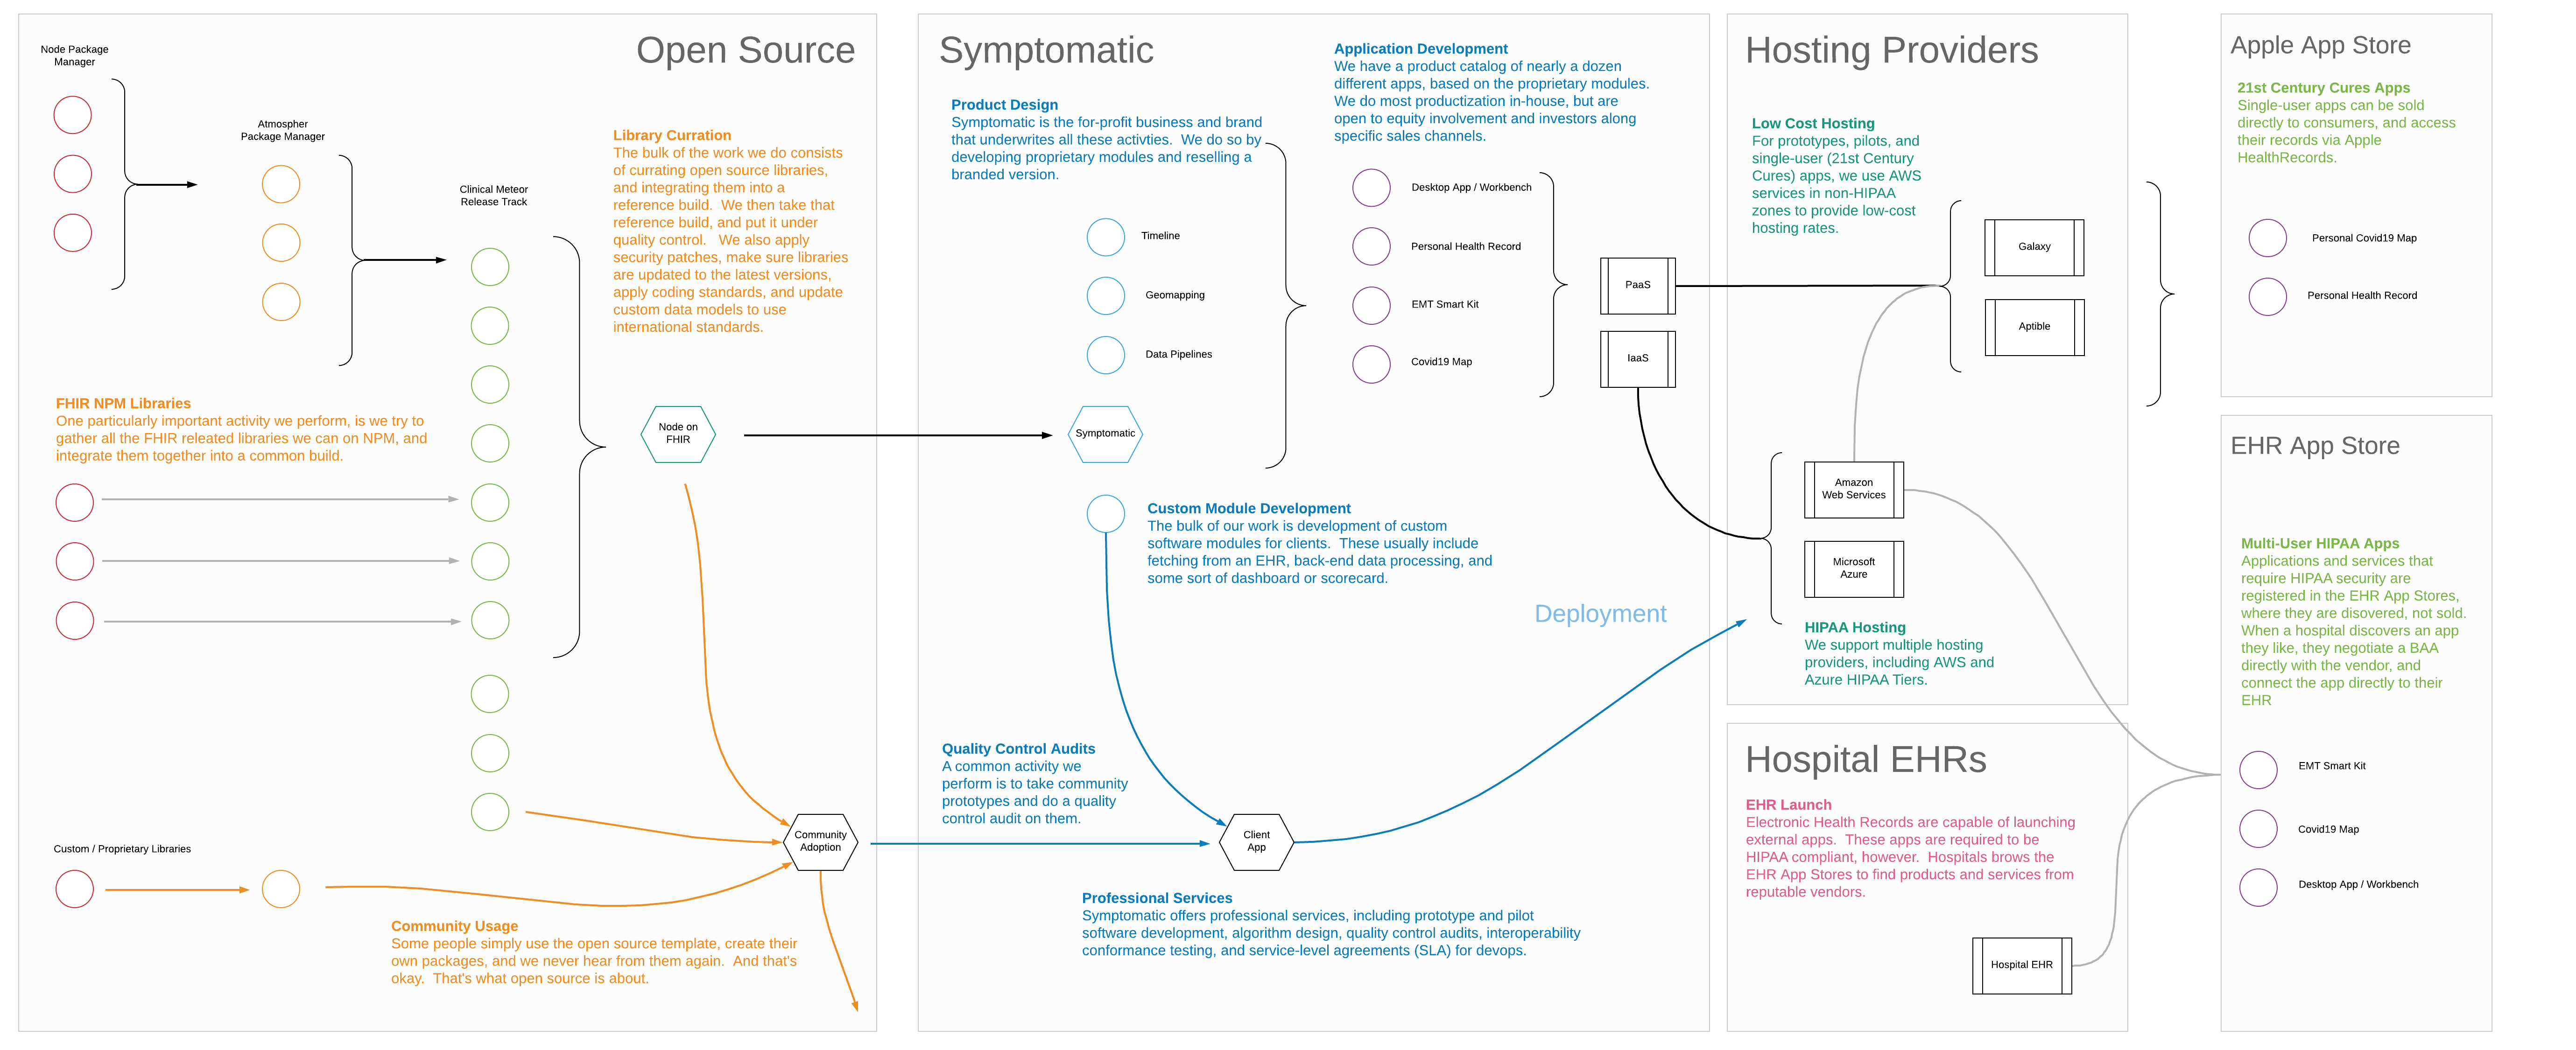 Open Source
Node Package
Manager
Atmospher
Package Manager
Clinical Meteor
Release Track
Library Curration
The bulk of the work we do consists
of currating open source libraries,
and integrating them into a
reference build.  We then take that
reference build, and put it under
quality control.   We also apply
security patches, make sure libraries
are updated to the latest versions,
apply coding standards, and update
custom data models to use
international standards.
FHIR NPM Libraries
One particularly important activity we perform, is we try to
gather all the FHIR releated libraries we can on NPM, and
integrate them together into a common build.
Node on
FHIR
Custom / Proprietary Libraries
Community
Adoption
Community Usage
Some people simply use the open source template, create their
own packages, and we never hear from them again.  And that's
okay.  That's what open source is about.
Symptomatic
Product Design
Symptomatic is the for-profit business and brand
that underwrites all these activties.  We do so by
developing proprietary modules and reselling a
branded version.
Application Development
We have a product catalog of nearly a dozen
different apps, based on the proprietary modules.
We do most productization in-house, but are
open to equity involvement and investors along
specific sales channels.
Timeline
Geomapping
Data Pipelines
Symptomatic
Desktop App / Workbench
Personal Health Record
EMT Smart Kit
Covid19 Map
PaaS
IaaS
Custom Module Development
The bulk of our work is development of custom
software modules for clients.  These usually include
fetching from an EHR, back-end data processing, and
some sort of dashboard or scorecard.
Deployment
Quality Control Audits
A common activity we
perform is to take community
prototypes and do a quality
control audit on them.
Client
App
Professional Services
Symptomatic offers professional services, including prototype and pilot
software development, algorithm design, quality control audits, interoperability
conformance testing, and service-level agreements (SLA) for devops.
Hosting Providers
Low Cost Hosting
For prototypes, pilots, and
single-user (21st Century
Cures) apps, we use AWS
services in non-HIPAA
zones to provide low-cost
hosting rates.
Galaxy
Aptible
Amazon
Web Services
Microsoft
Azure
HIPAA Hosting
We support multiple hosting
providers, including AWS and
Azure HIPAA Tiers.
Hospital EHRs
EHR Launch
Electronic Health Records are capable of launching
external apps.  These apps are required to be
HIPAA compliant, however.  Hospitals brows the
EHR App Stores to find products and services from
reputable vendors.
Hospital EHR
Apple App Store
21st Century Cures Apps
Single-user apps can be sold
directly to consumers, and access
their records via Apple
HealthRecords.
Personal Covid19 Map
Personal Health Record
EHR App Store
Multi-User HIPAA Apps
Applications and services that
require HIPAA security are
registered in the EHR App Stores,
where they are disovered, not sold.
When a hospital discovers an app
they like, they negotiate a BAA
directly with the vendor, and
connect the app directly to their
EHR
EMT Smart Kit
Covid19 Map
Desktop App / Workbench